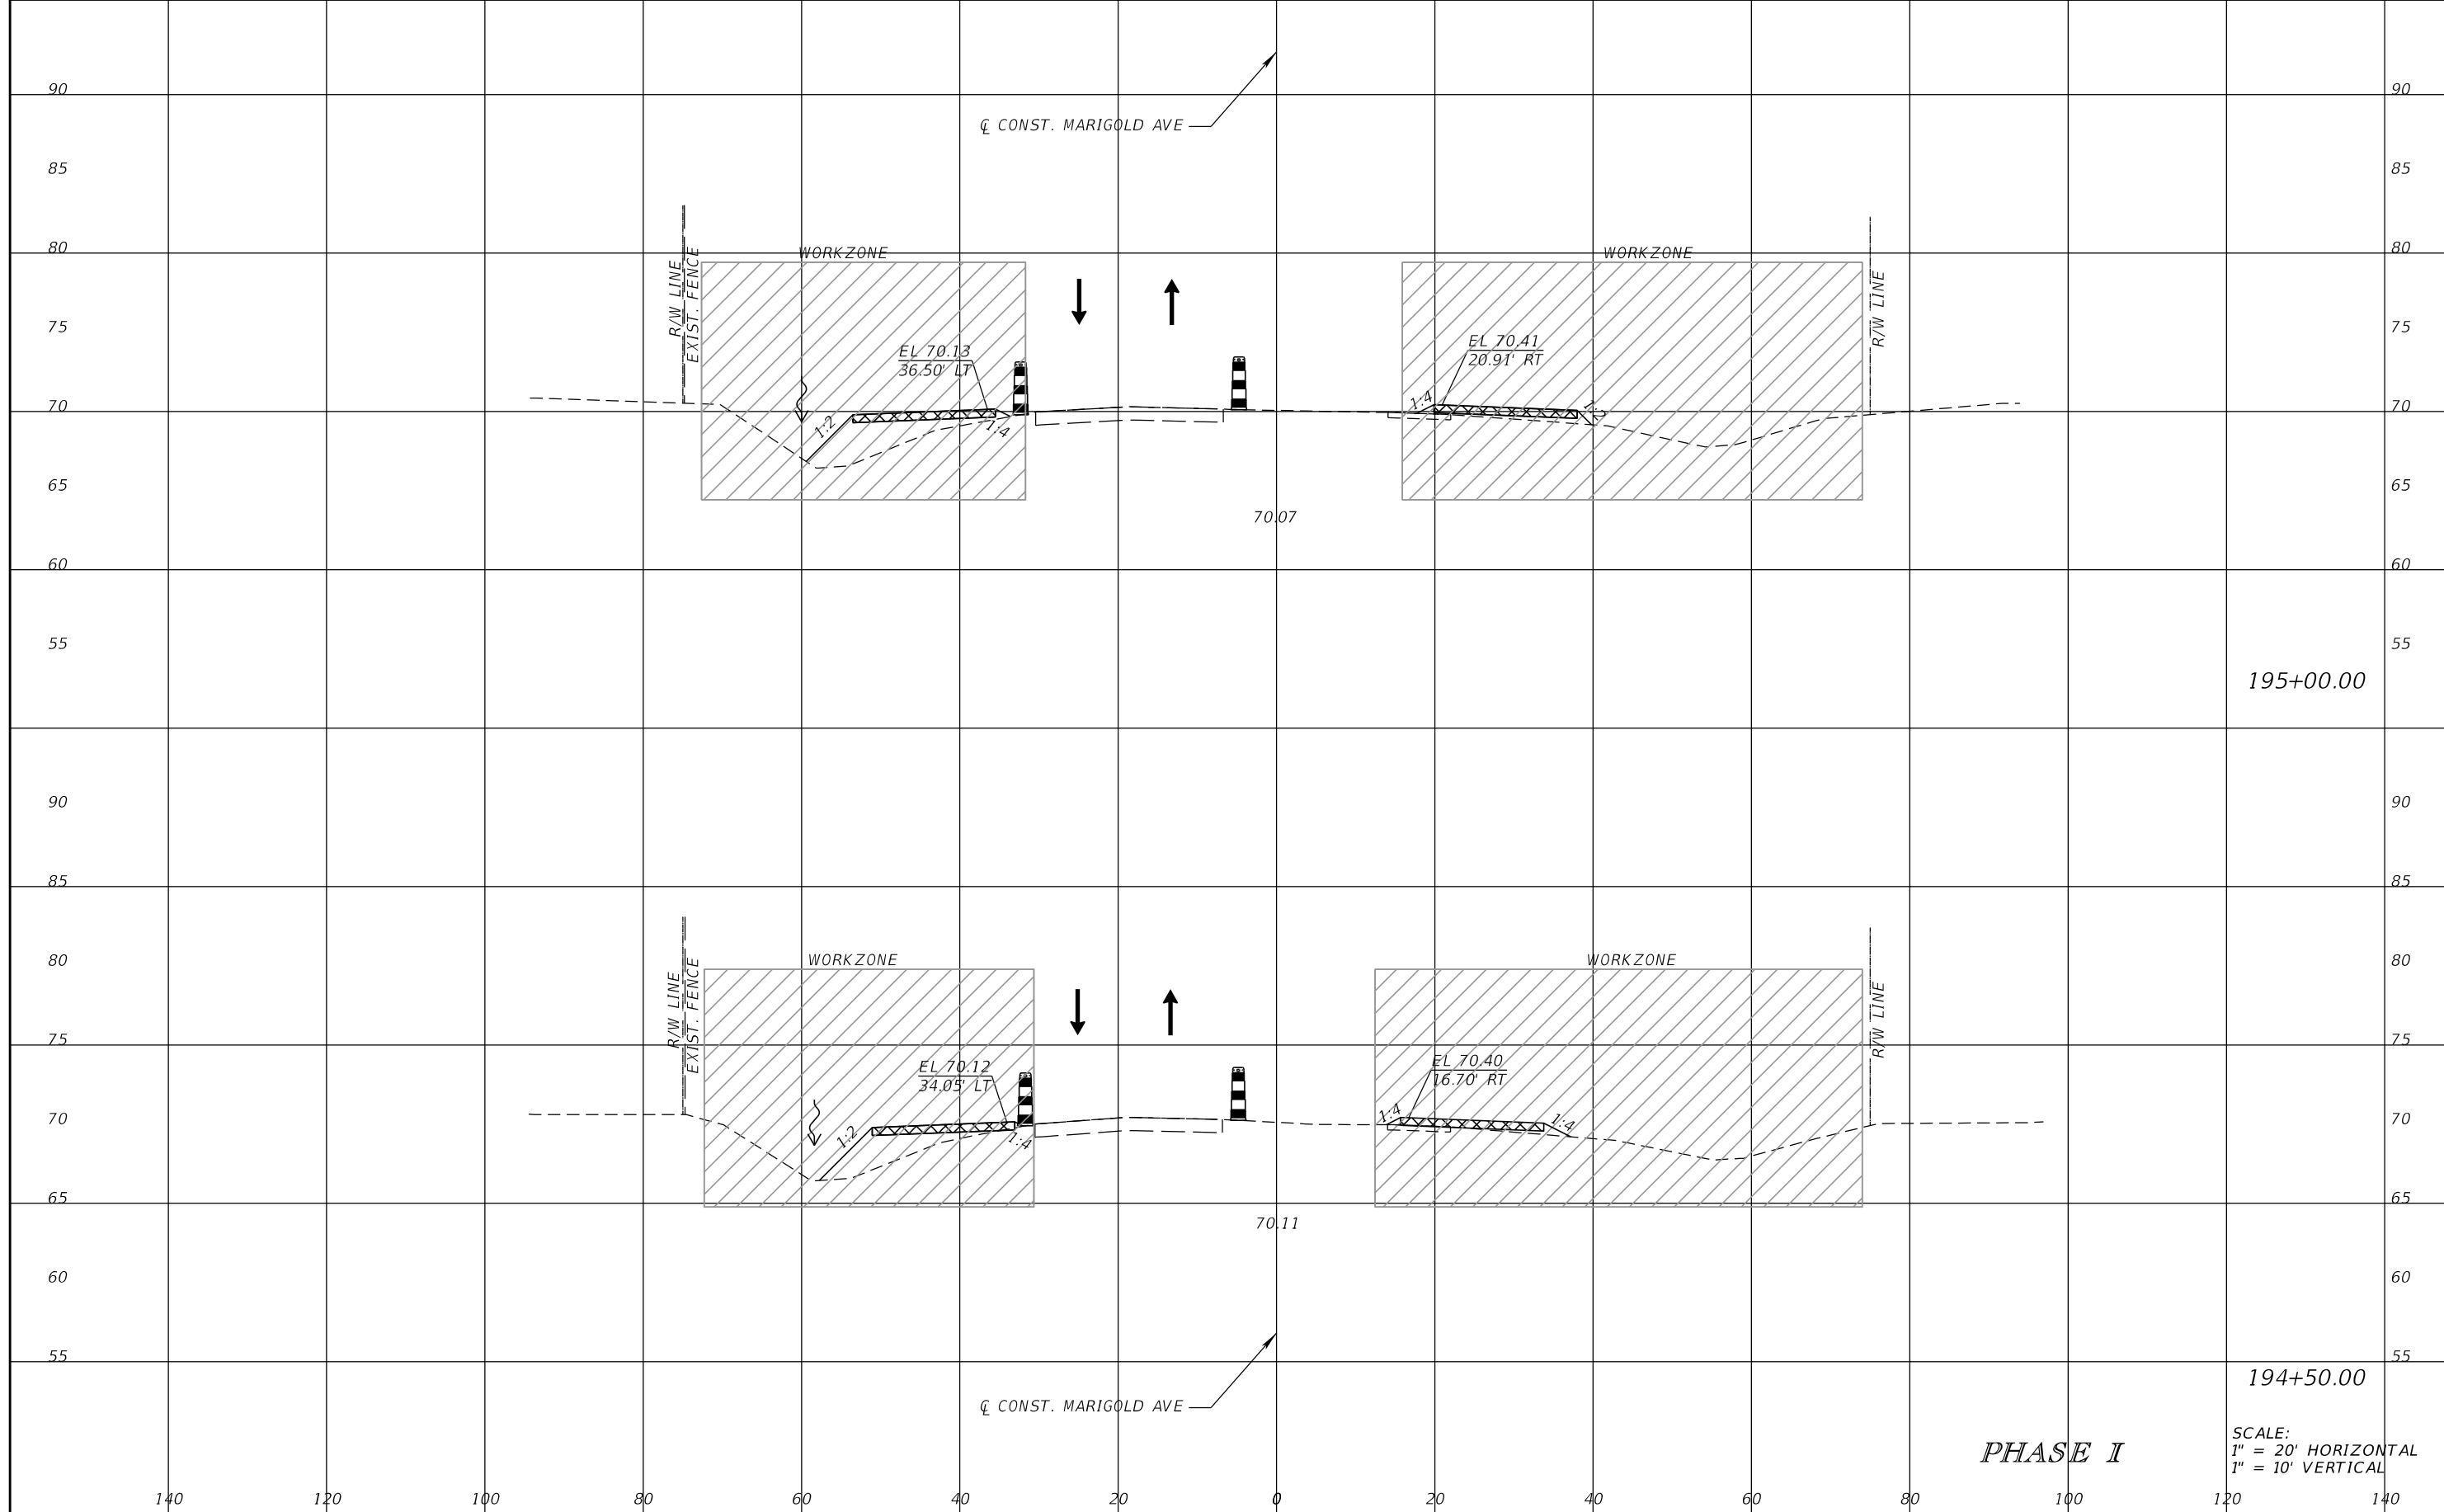 90 90
℄ CONST. MARIGOLD AVE
85 85
80 80
WORKZONE WORKZONE
R/W LINE
EXIST. FENCE
R/W LINE
75 75
EL 70.13
36.50' LT
EL 70.41
20.91' RT
70 70
1:2
1:4
1:4
1:2
65 65
70.07
60 60
55 55
195+00.00
90 90
85 85
80 80
WORKZONE WORKZONE
R/W LINE
EXIST. FENCE
R/W LINE
75 75
EL 70.12
34.05' LT
EL 70.40
16.70' RT
70 70
1:2
1:4
1:4
1:4
65 65
70.11
60 60
55 55
194+50.00
℄ CONST. MARIGOLD AVE
PHASE I
SCALE:
1" = 20' HORIZONTAL
1" = 10' VERTICAL
140 120 100 80 60 40 20 0 20 40 60 80 100 120 140